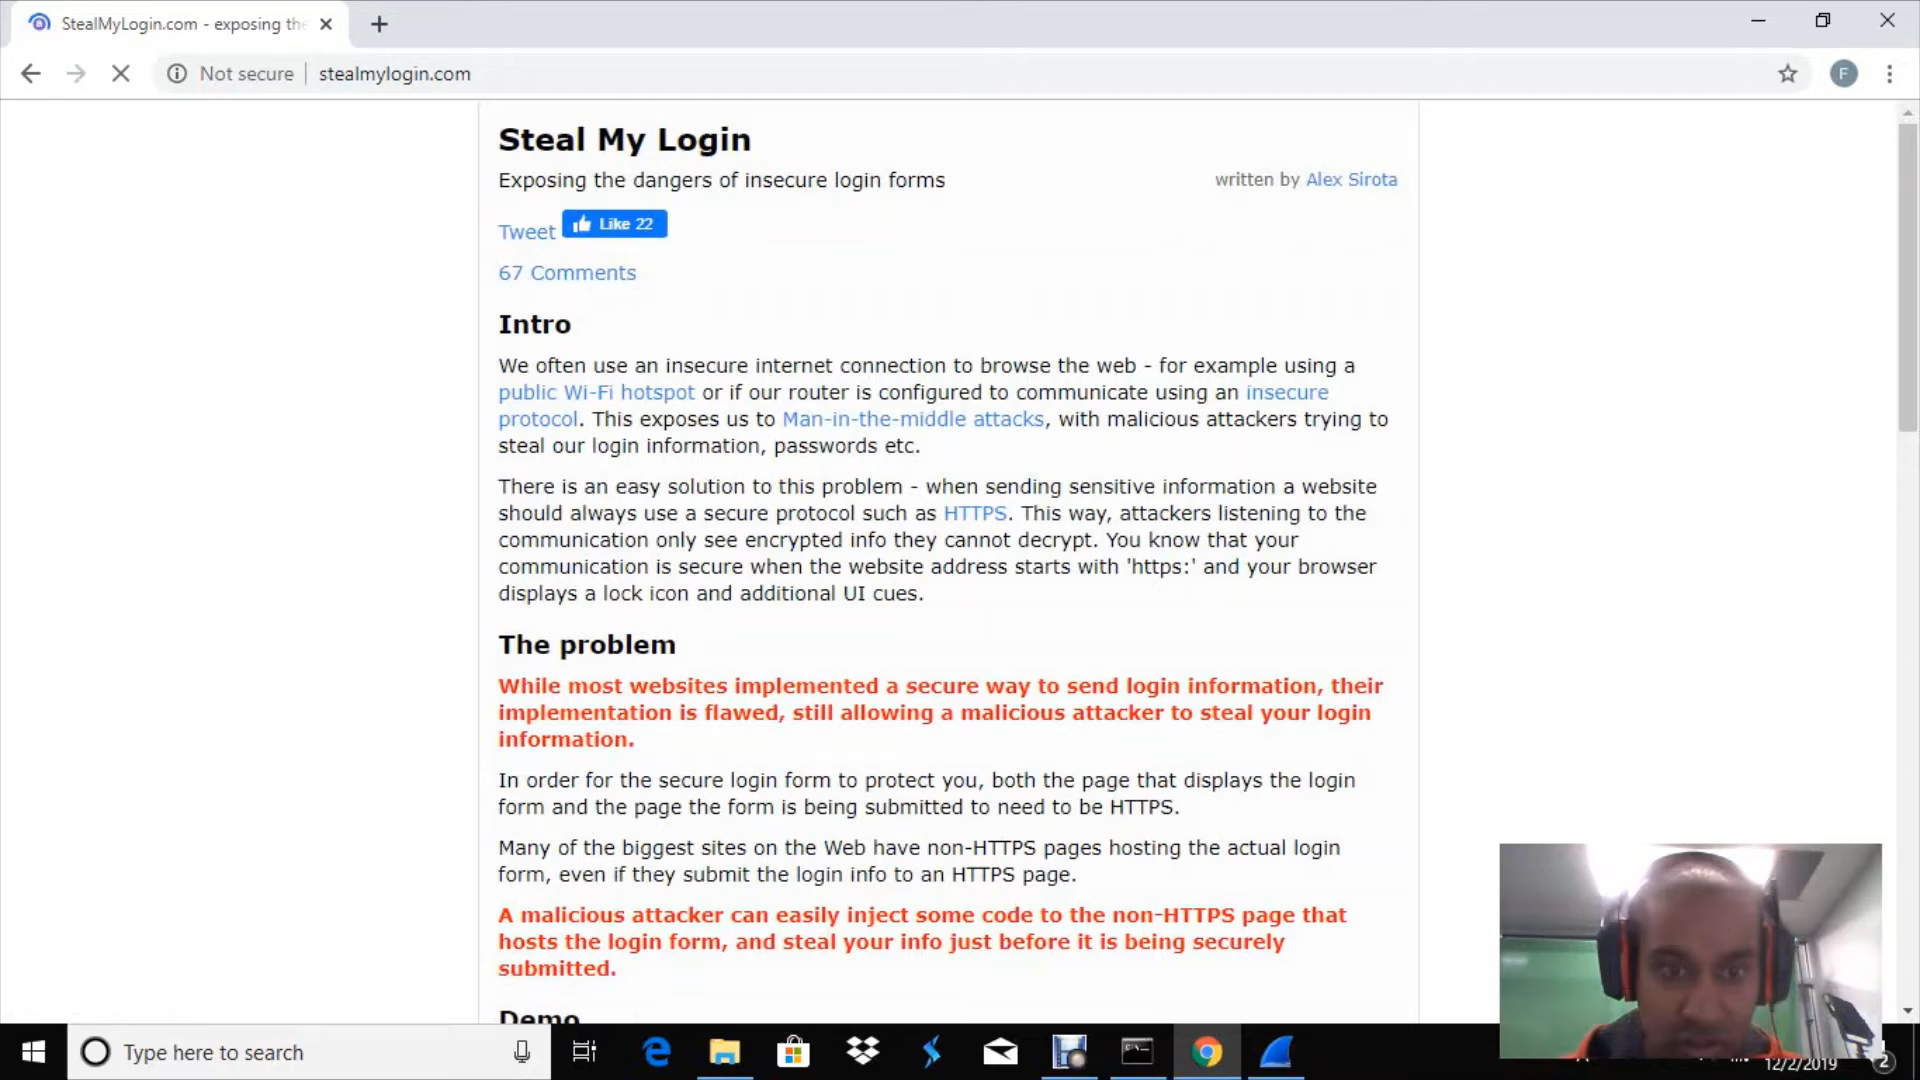 StealMyLogin.com - exposing the
Not secure
stealmylogin.com
F
Steal My Login
Exposing the dangers of insecure login forms
written by Alex Sirota
Tweet
Like 22
67 Comments
Intro
We often use an insecure internet connection to browse the web - for example using a
public Wi-Fi hotspot or if our router is configured to communicate using an insecure
protocol. This exposes us to Man-in-the-middle attacks, with malicious attackers trying to
steal our login information, passwords etc.
There is an easy solution to this problem - when sending sensitive information a website
should always use a secure protocol such as HTTPS. This way, attackers listening to the
communication only see encrypted info they cannot decrypt. You know that your
communication is secure when the website address starts with 'https:' and your browser
displays a lock icon and additional UI cues.
The problem
While most websites implemented a secure way to send login information, their
implementation is flawed, still allowing a malicious attacker to steal your login
information.
In order for the secure login form to protect you, both the page that displays the login
form and the page the form is being submitted to need to be HTTPS.
Many of the biggest sites on the Web have non-HTTPS pages hosting the actual login
form, even if they submit the login info to an HTTPS page.
A malicious attacker can easily inject some code to the non-HTTPS page that
hosts the login form, and steal your info just before it is being securely
submitted.
Demo
Type here to search
12/2/2019
2